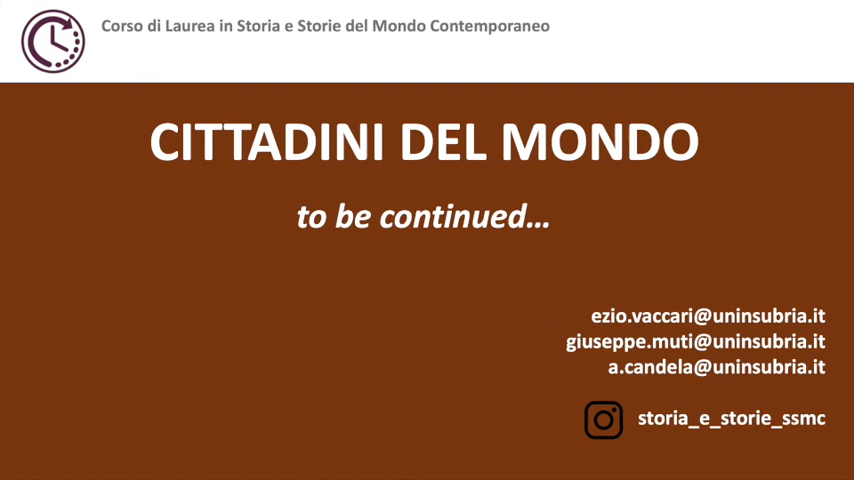 Corso di Laurea in Storia e Storie del Mondo Contemporaneo
CITTADINI DEL MONDO
to be continued...
ezio.vaccari@uninsubria.it
giuseppe.muti@uninsubria.it
a.candela@uninsubria.it
storia_e_storie_ssmc